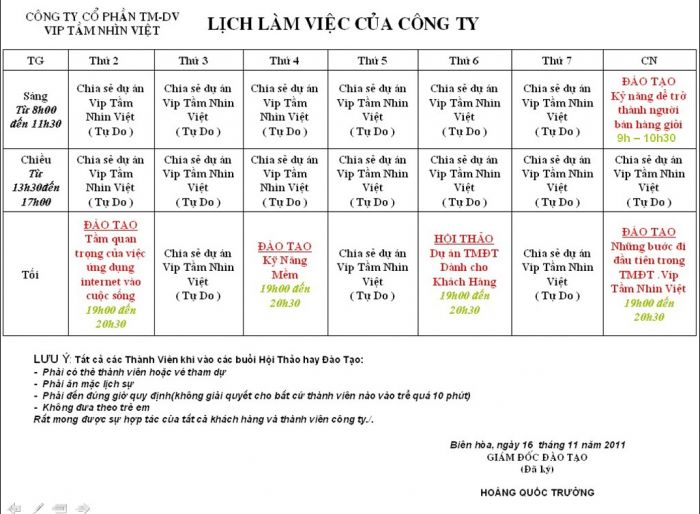 CÔNG TY CỔ PHẦN TM-DV
VIP TẦM NHÌN VIỆT
LỊCH LÀM VIỆC CỦA CÔNG TY
TG Thứ 2 Thứ 3 Thứ 4 Thứ 5 Thứ 6 Thứ 7 CN
Sáng
Từ 8h00
đến 11h30
Chia sẻ dự án
Vip Tầm
Nhìn Việt
( Tự Do )
Chia sẻ dự án
Vip Tầm Nhìn
Việt
( Tự Do )
Chia sẻ dự án
Vip Tầm Nhìn
Việt
( Tự Do )
Chia sẻ dự án
Vip Tầm Nhìn
Việt
( Tự Do )
Chia sẻ dự án
Vip Tầm Nhìn
Việt
( Tự Do )
Chia sẻ dự án
Vip Tầm Nhìn
Việt
( Tự Do )
ĐÀO TẠO
Kỹ năng để trở
thành người
bán hàng giỏi
9h – 10h30
Chiều
Từ
13h30đến
17h00
Chia sẻ dự án
Vip Tầm
Nhìn Việt
( Tự Do )
Chia sẻ dự án
Vip Tầm Nhìn
Việt
( Tự Do )
Chia sẻ dự án
Vip Tầm Nhìn
Việt
( Tự Do )
Chia sẻ dự án
Vip Tầm Nhìn
Việt
( Tự Do )
Chia sẻ dự án
Vip Tầm Nhìn
Việt
( Tự Do )
Chia sẻ dự án
Vip Tầm Nhìn
Việt
( Tự Do )
Chia sẻ dự án
Vip Tầm Nhìn
Việt
( Tự Do )
Tối
ĐÀO TẠO
Tầm quan
trọng của việc
ứng dụng
internet vào
cuộc sống
19h00 đến
20h30
Chia sẻ dự án
Vip Tầm Nhìn
Việt
( Tự Do )
ĐÀO TẠO
Kỹ Năng
Mềm
19h00 đến
20h30
Chia sẻ dự án
Vip Tầm Nhìn
Việt
( Tự Do )
HỘI THẢO
Dự án TMĐT
Dành cho
Khách Hàng
19h00 đến
20h30
Chia sẻ dự án
Vip Tầm Nhìn
Việt
( Tự Do )
ĐÀO TẠO
Những bước đi
đầu tiên trong
TMĐT .Vip
Tầm Nhìn Việt
19h00 đến
20h30
LƯU Ý: Tất cả các Thành Viên khi vào các buổi Hội Thảo hay Đào Tạo:
- Phải có thẻ thành viên hoặc vé tham dự
- Phải ăn mặc lịch sự
- Phải đến đúng giờ quy định(không giải quyết cho bất cứ thành viên nào vào trể quá 10 phút)
- Không đưa theo trẻ em
Rất mong được sự hợp tác của tất cả khách hàng và thành viên công ty./.
Biên hòa, ngày 16 tháng 11 năm 2011
GIÁM ĐỐC ĐÀO TẠO
(Đã ký)
HOÀNG QUỐC TRƯỜNG